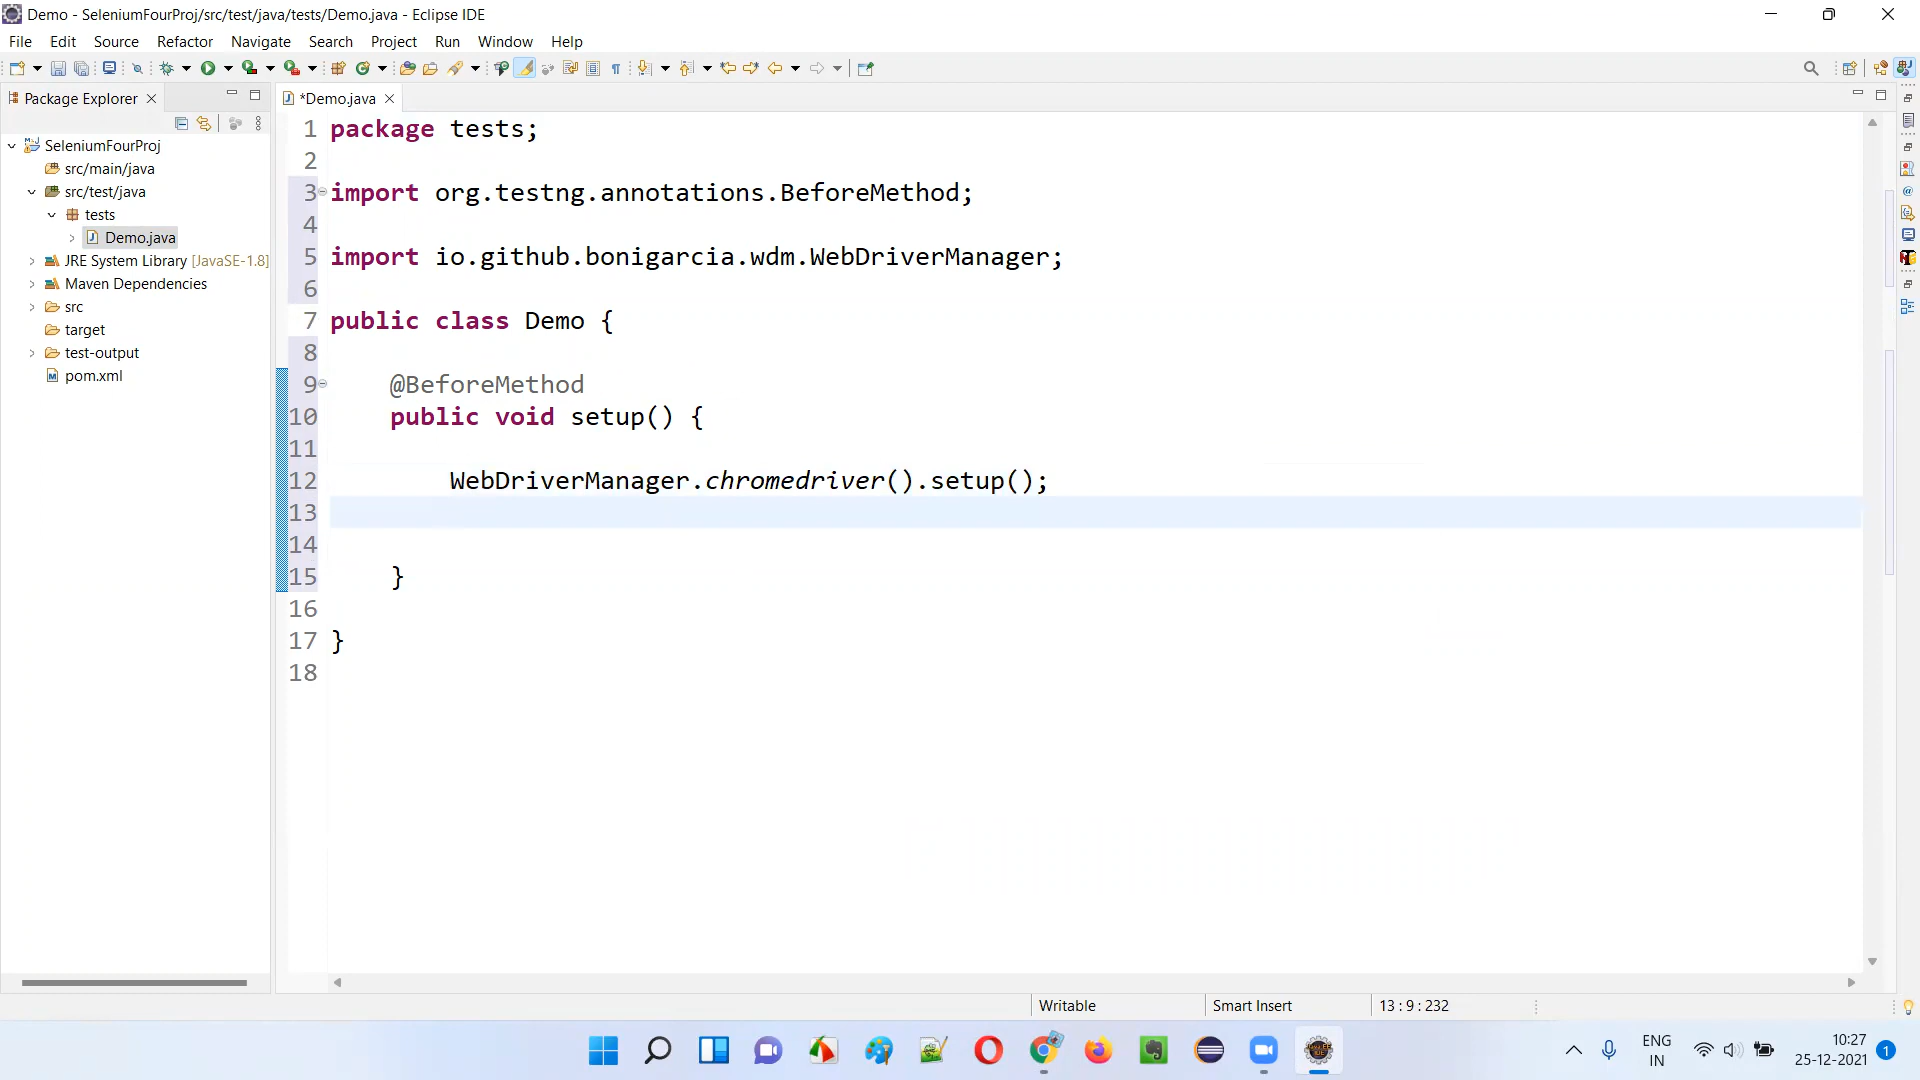 Demo - SeleniumFourProj/src/test/java/tests/Demo.java - Eclipse IDE
File Edit Source Refactor Navigate Search Project Run Window Help
Package Explorer
*Demo.java
SeleniumFourProj
src/main/java
src/test/java
tests
Demo.java
JRE System Library [JavaSE-1.8]
Maven Dependencies
src
target
test-output
pom.xml
1 package tests;
2
3 import org.testng.annotations.BeforeMethod;
4
5 import io.github.bonigarcia.wdm.WebDriverManager;
6
7 public class Demo {
8
9 @BeforeMethod
10 public void setup() {
11
12 WebDriverManager.chromedriver().setup();
13
14
15 }
16
17 }
18
Writable
Smart Insert
13 : 9 : 232
ENG
IN
10:27
25-12-2021
1